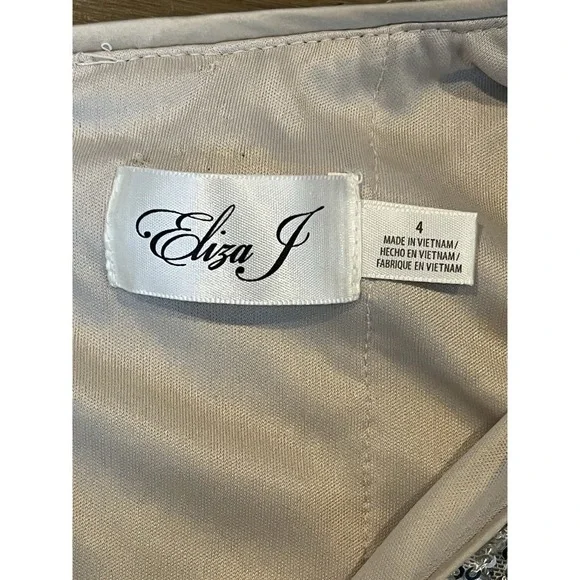 Eliza J
4
MADE IN VIETNAM/
HECHO EN VIETNAM/
FABRIQUE EN VIETNAM